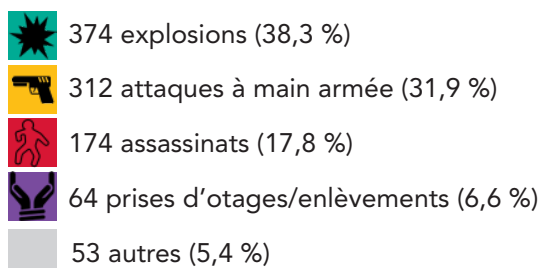 374 explosions (38,3 %)
312 attaques à main armée (31,9 %)
174 assassinats (17,8 %)
64 prises d’otages/enlèvements (6,6 %)
53 autres (5,4 %)